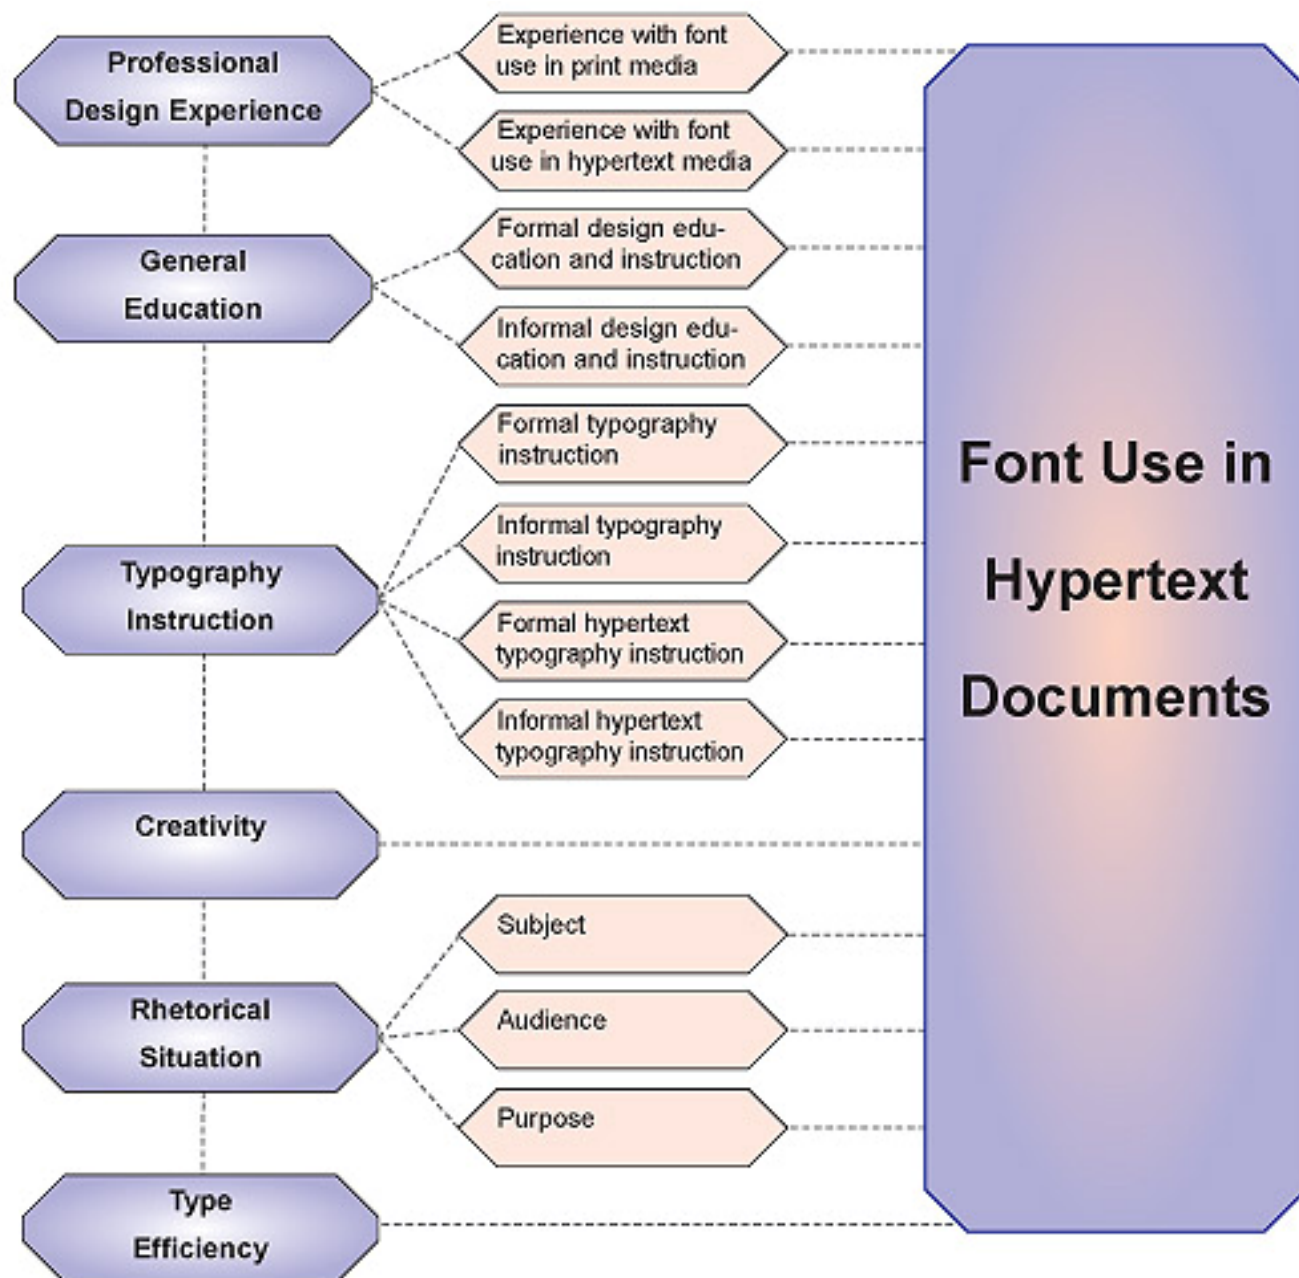 Professional
Design Experience
Experience with font
use in print media
Experience with font
use in hypertext media
General
Education
Formal design edu-
cation and instruction
Informal design edu-
cation and instruction
Typography
Instruction
Formal typography
instruction
Informal typography
instruction
Formal hypertext
typography instruction
Informal hypertext
typography instruction
Creativity
Rhetorical
Situation
Subject
Audience
Purpose
Type
Efficiency
Font Use in
Hypertext
Documents